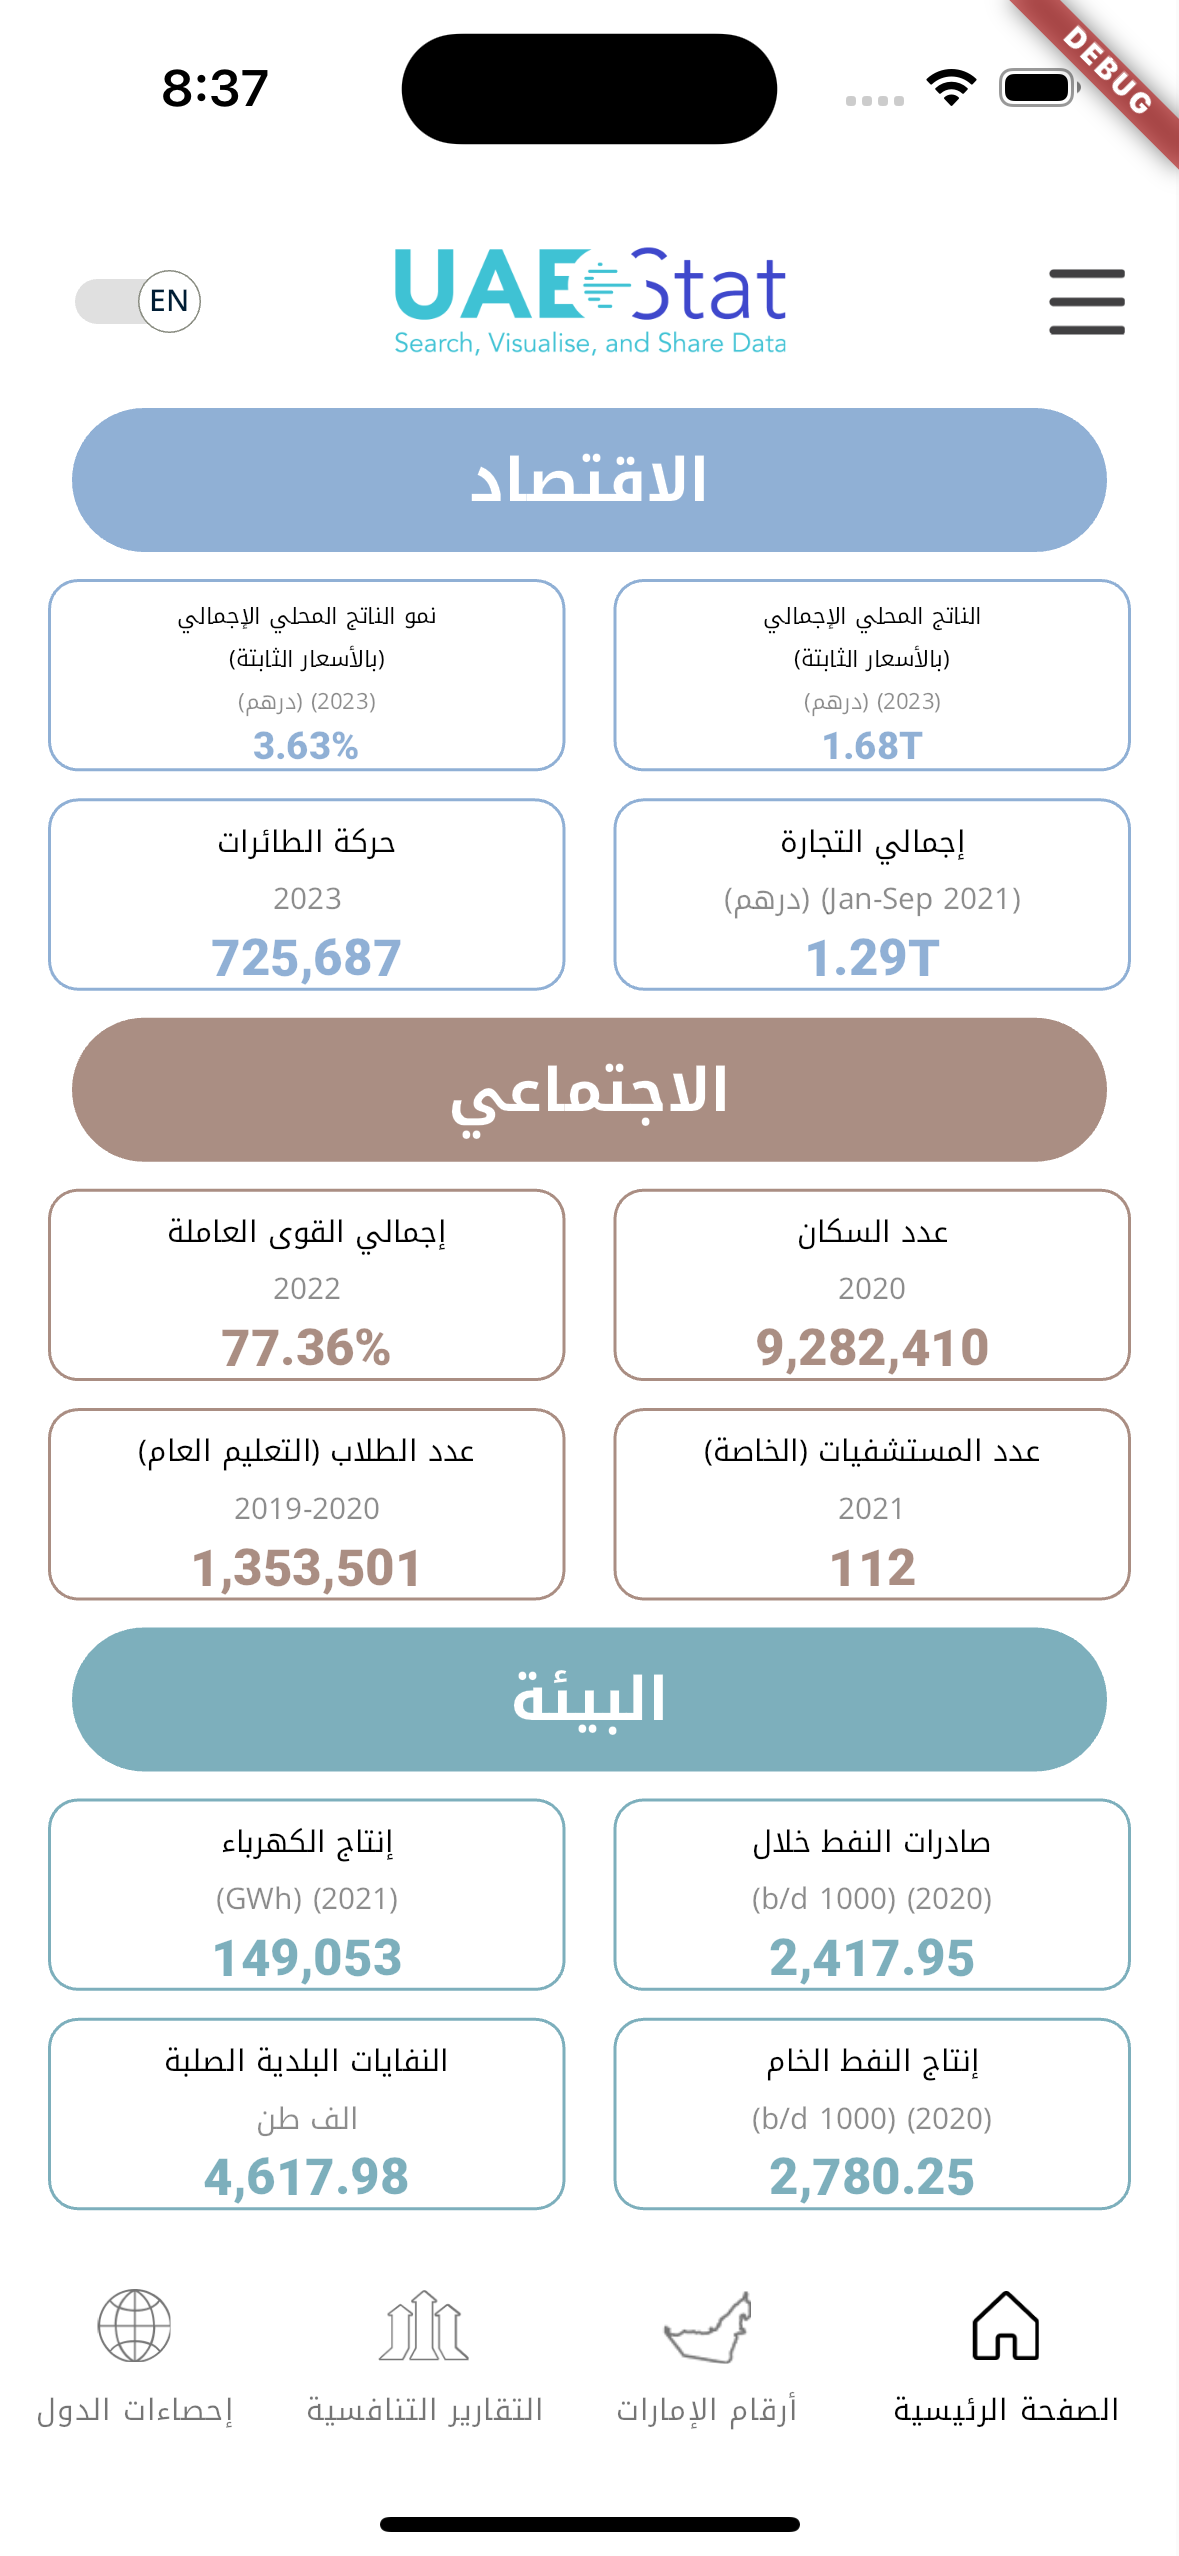 8:37
DEBUG
EN
UAE Stat
Search, Visualise, and Share Data
الاقتصاد
الناتج المحلي الإجمالي
(بالأسعار الثابتة)
(2023) (درهم)
1.68T
نمو الناتج المحلي الإجمالي
(بالأسعار الثابتة)
(2023) (درهم)
3.63%
إجمالي التجارة
(Jan-Sep 2021) (درهم)
1.29T
حركة الطائرات
2023
725,687
الاجتماعي
عدد السكان
2020
9,282,410
إجمالي القوى العاملة
2022
77.36%
عدد المستشفيات (الخاصة)
2021
112
عدد الطلاب (التعليم العام)
2019-2020
1,353,501
البيئة
صادرات النفط خلال
(b/d 1000) (2020)
2,417.95
إنتاج الكهرباء
(GWh) (2021)
149,053
إنتاج النفط الخام
(b/d 1000) (2020)
2,780.25
النفايات البلدية الصلبة
الف طن
4,617.98
الصفحة الرئيسية
أرقام الإمارات
التقارير التنافسية
إحصاءات الدول